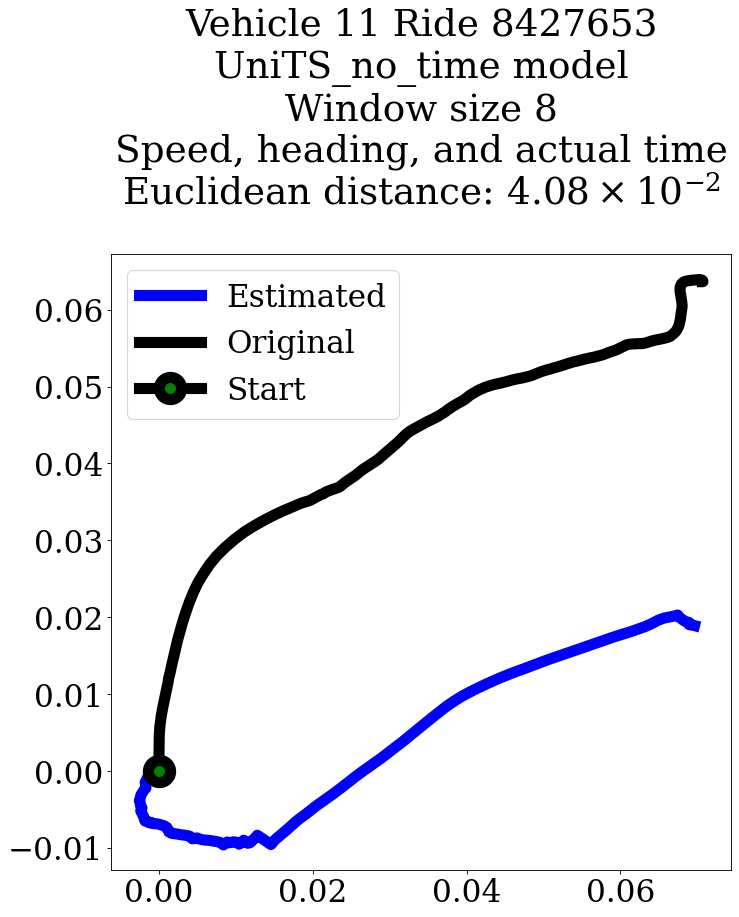 Vehicle 11 Ride 8427653
UniTS_no_time model
Window size 8
Speed, heading, and actual time
Euclidean distance: 4.08 × 10⁻²
Estimated
Original
Start
0.06
0.05
0.04
0.03
0.02
0.01
0.00
−0.01
0.00 0.02 0.04 0.06